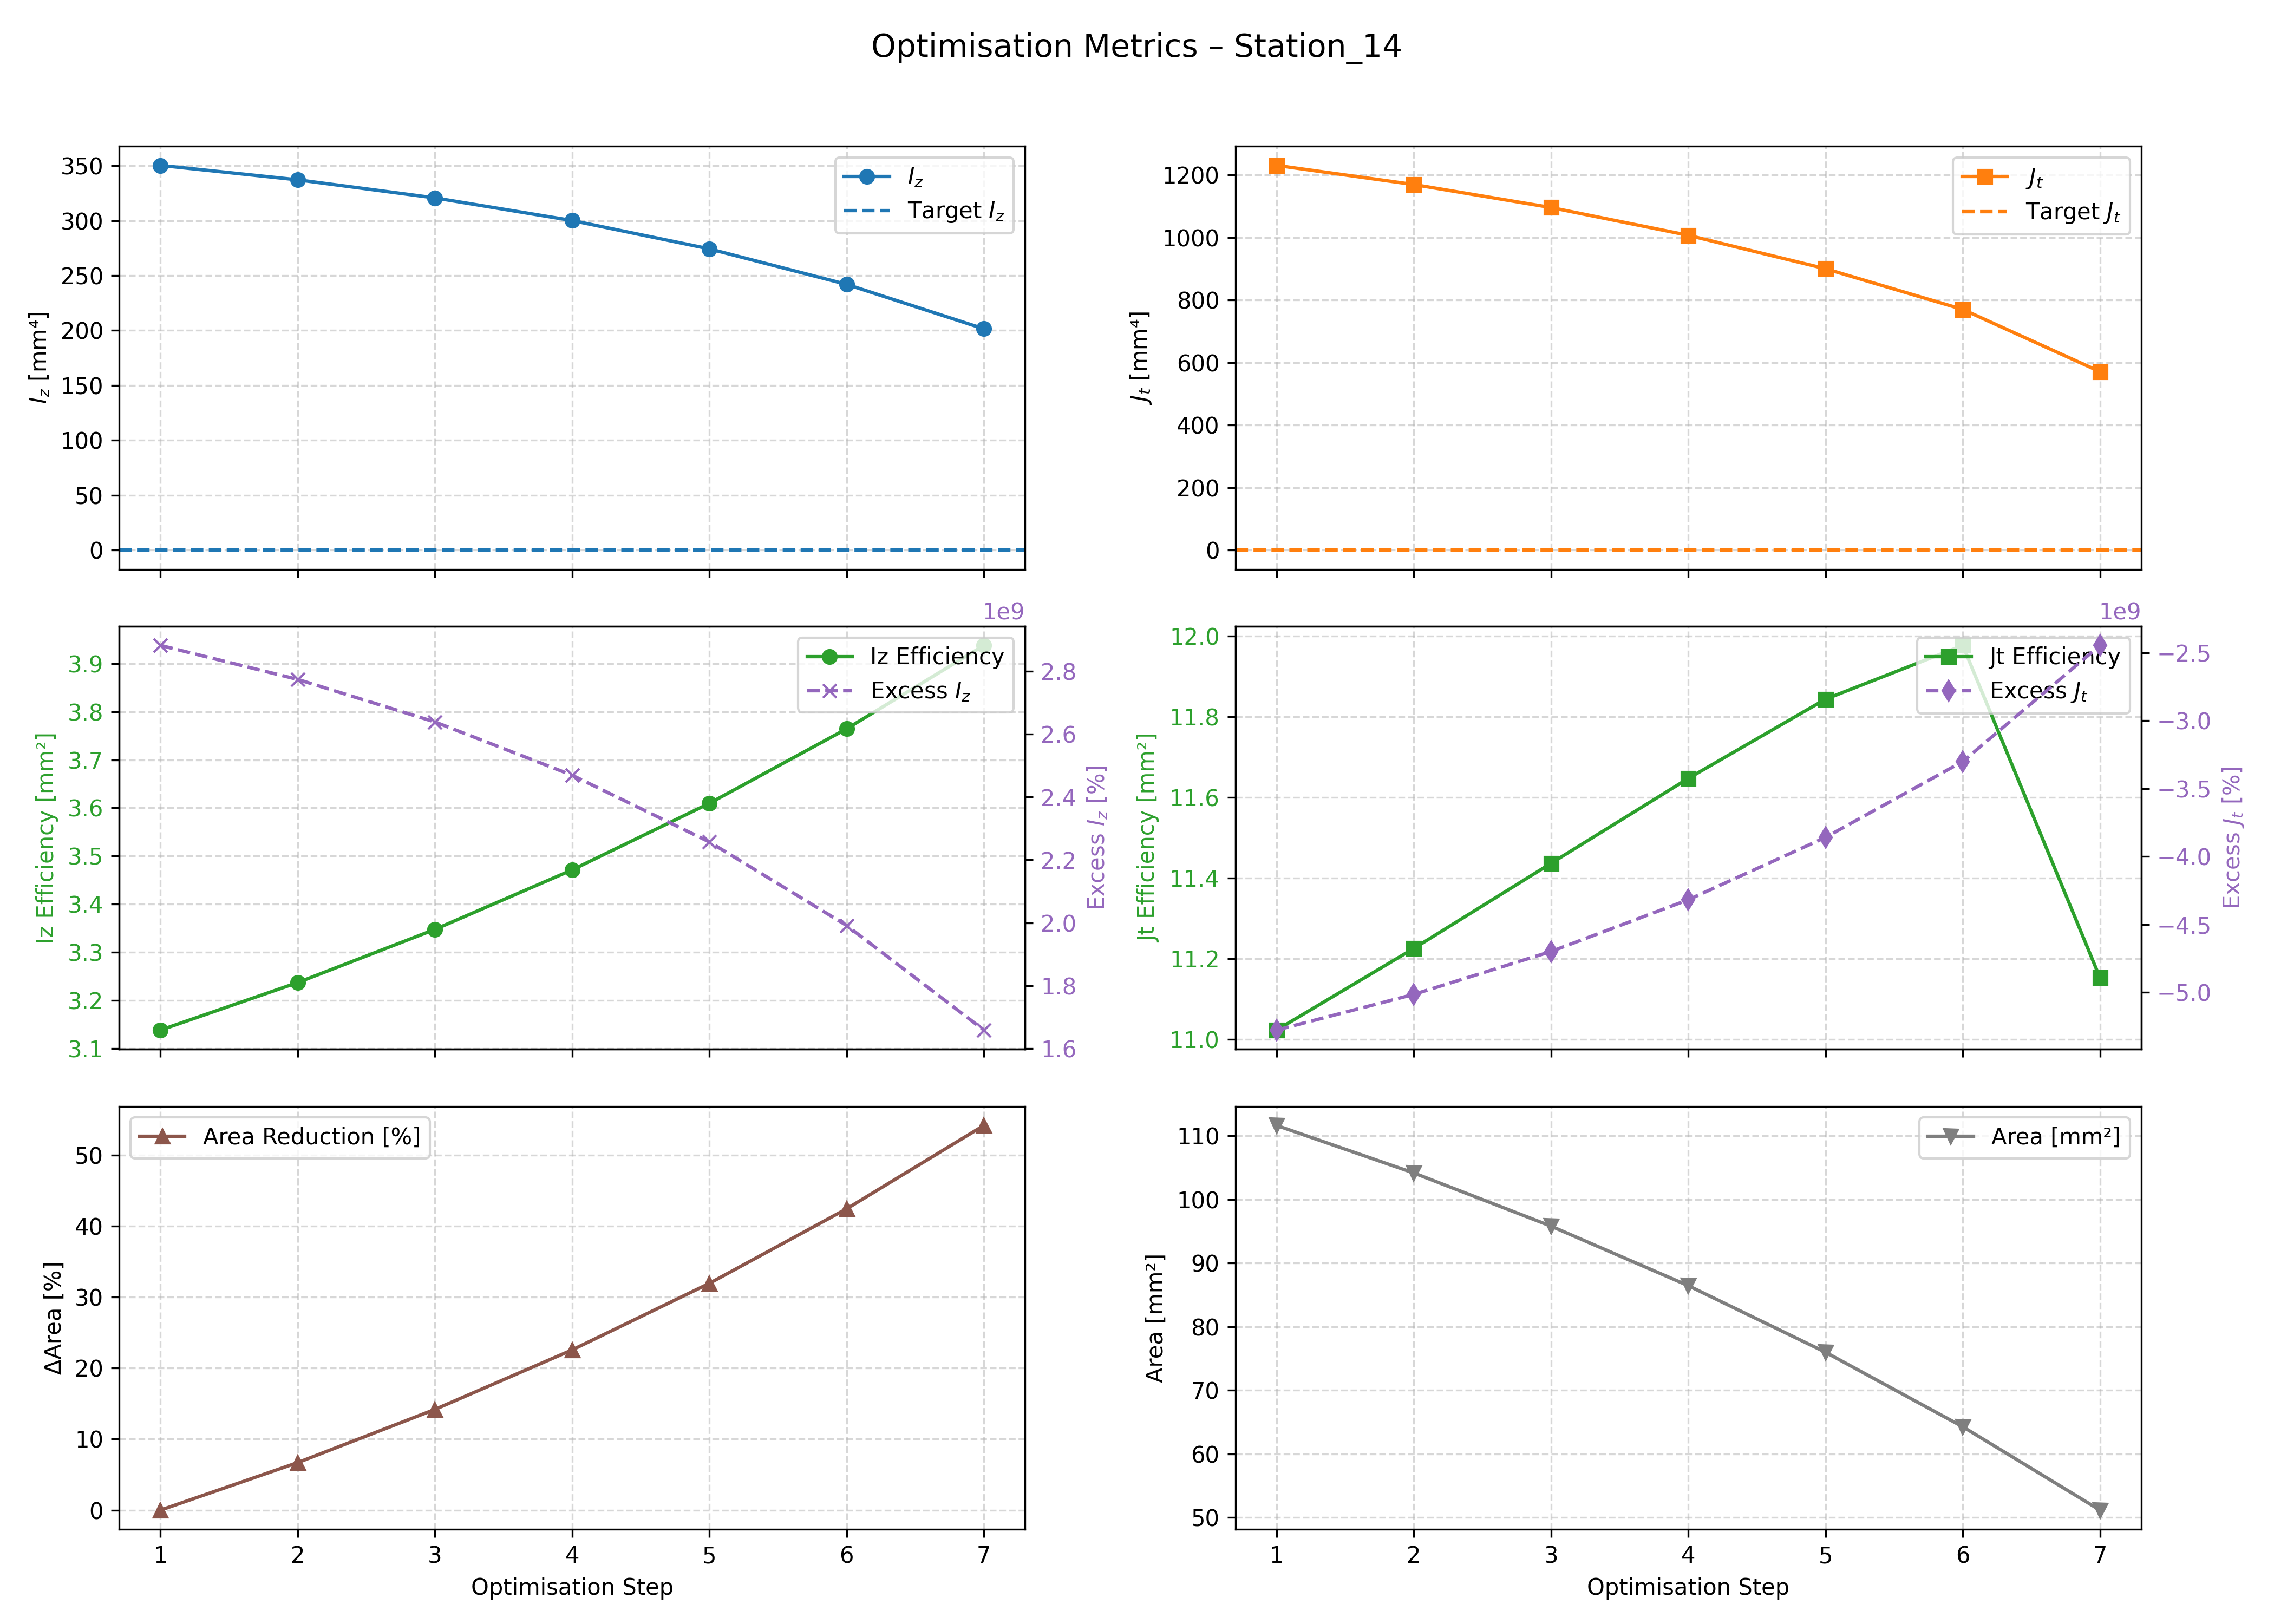 Optimisation Metrics – Station_14
350
300
250
200
150
100
50
0
I_z [mm⁴]
I_z
Target I_z
1200
1000
800
600
400
200
0
J_t [mm⁴]
J_t
Target J_t
1e9
3.9
3.8
3.7
3.6
3.5
3.4
3.3
3.2
3.1
Iz Efficiency [mm²]
Iz Efficiency
Excess I_z
2.8
2.6
2.4
2.2
2.0
1.8
1.6
Excess I_z [%]
1e9
12.0
11.8
11.6
11.4
11.2
11.0
Jt Efficiency [mm²]
Jt Efficiency
Excess J_t
−2.5
−3.0
−3.5
−4.0
−4.5
−5.0
Excess J_t [%]
50
40
30
20
10
0
ΔArea [%]
Area Reduction [%]
1 2 3 4 5 6 7
Optimisation Step
110
100
90
80
70
60
50
Area [mm²]
Area [mm²]
1 2 3 4 5 6 7
Optimisation Step